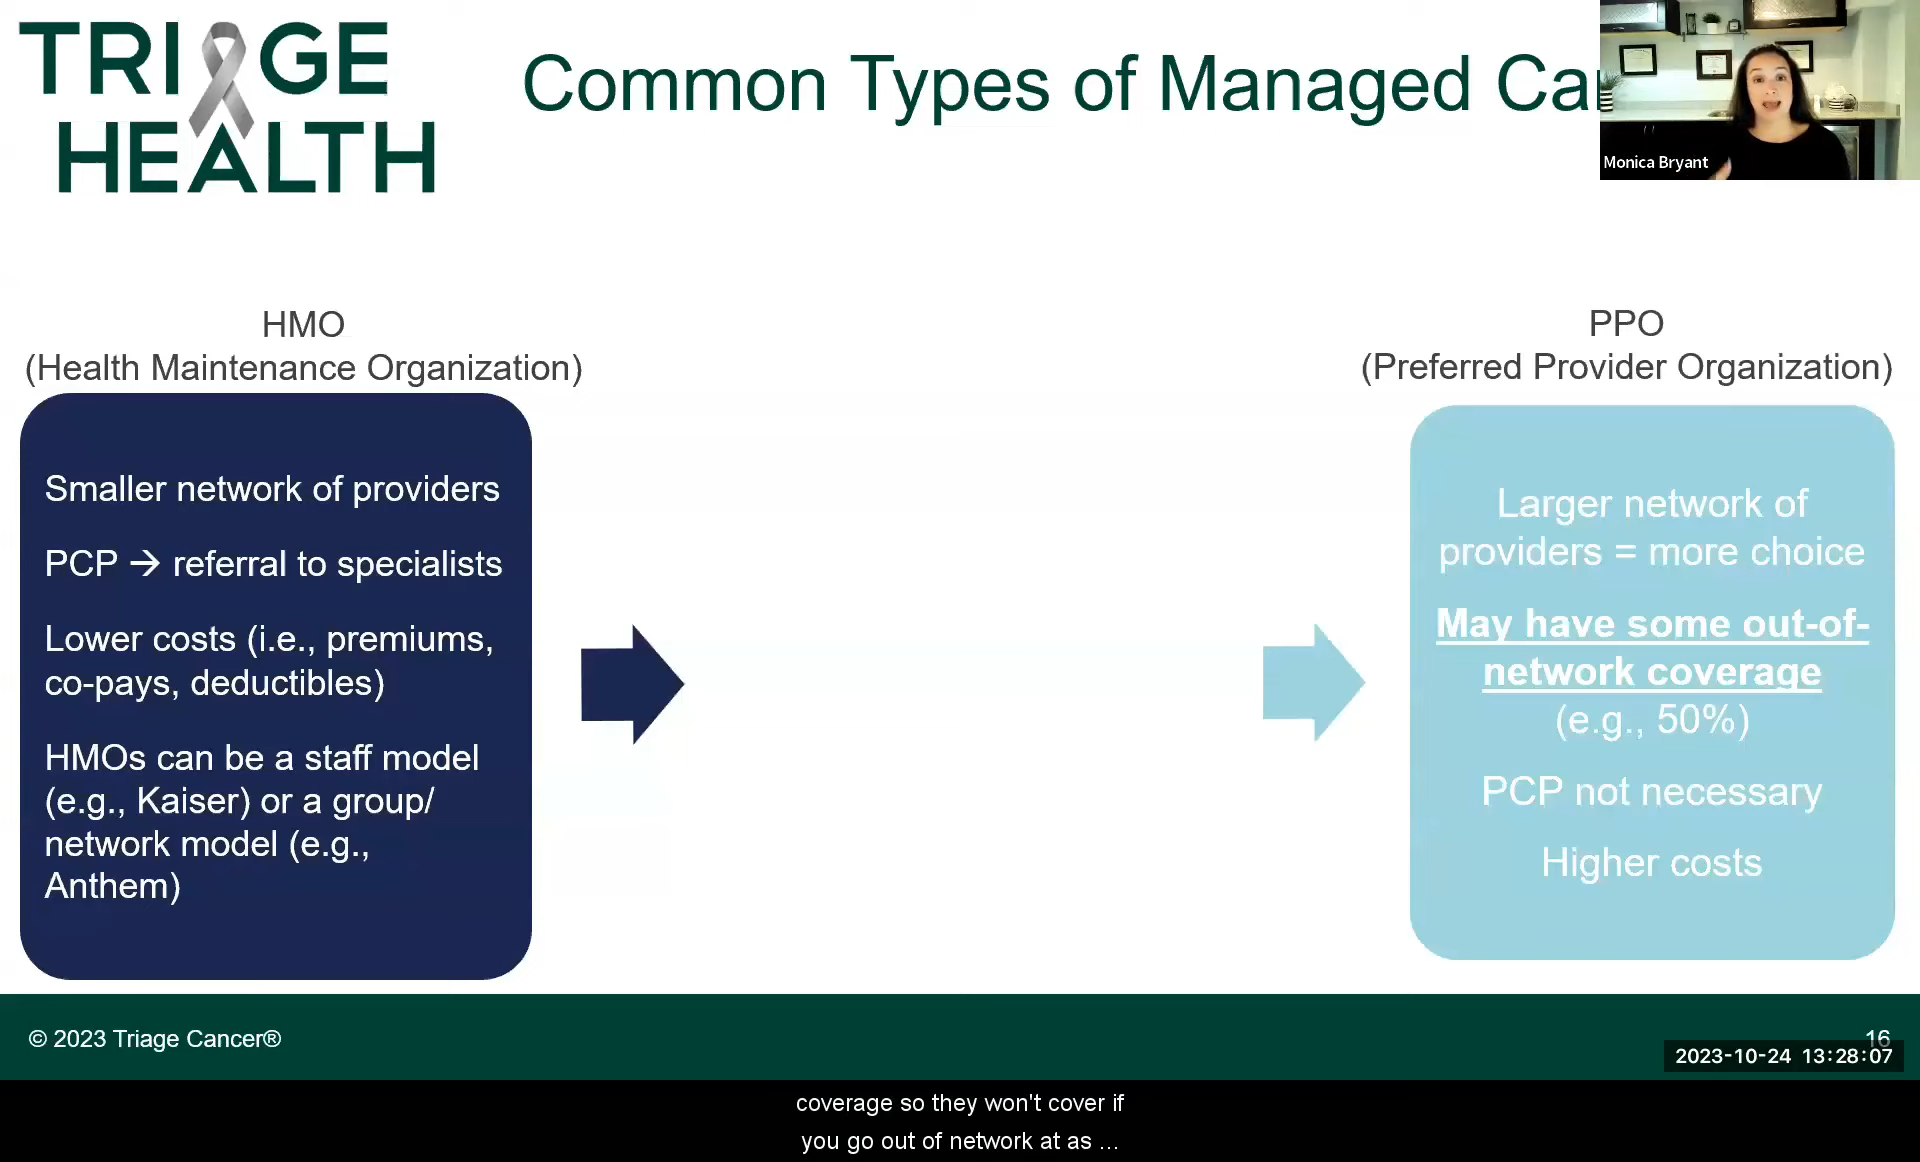 TRIAGE
HEALTH
Common Types of Managed Ca
Monica Bryant
HMO
(Health Maintenance Organization)
Smaller network of providers
PCP → referral to specialists
Lower costs (i.e., premiums,
co-pays, deductibles)
HMOs can be a staff model
(e.g., Kaiser) or a group/
network model (e.g.,
Anthem)
PPO
(Preferred Provider Organization)
Larger network of
providers = more choice
May have some out-of-
network coverage
(e.g., 50%)
PCP not necessary
Higher costs
© 2023 Triage Cancer®
16
2023-10-24 13:28:07
coverage so they won't cover if
you go out of network at as ...